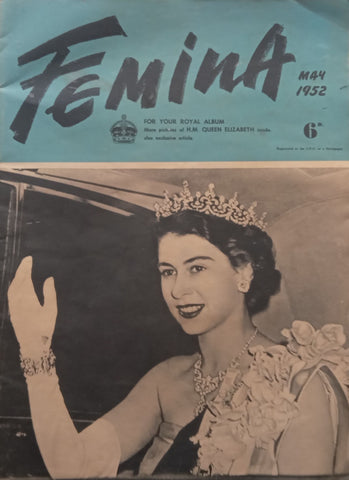 FEMINA
MAY
1952
FOR YOUR ROYAL ALBUM
More pictures of H.M. QUEEN ELIZABETH inside
also exclusive article.
6D.
Registered at the G.P.O. as a Newspaper